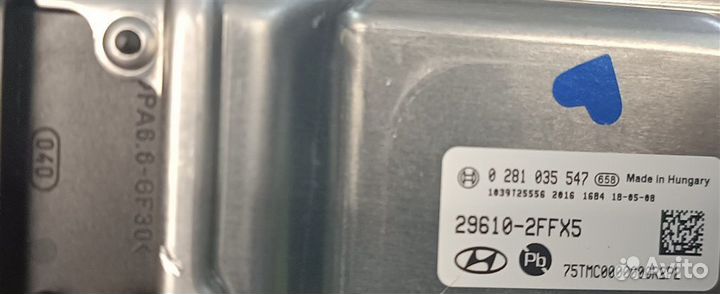 >PA6.6-GF30<
040
0 281 035 547 658 Made in Hungary
1039T25556 2016 1684 18-05-08
29610-2FFX5
Pb
Avito